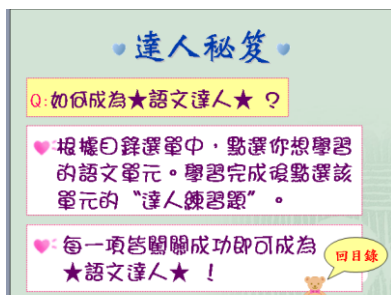 達人秘笈
Q:如何成為★語文達人★ ?
根據目錄選單中，點選你想學習
的語文單元。學習完成後點選該
單元的“達人練習題”。
每一項皆闖關成功即可成為
★語文達人★ !
回目錄